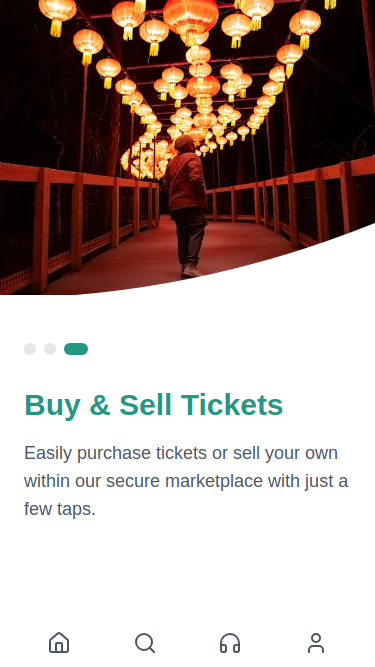 Buy & Sell Tickets
Easily purchase tickets or sell your own
within our secure marketplace with just a
few taps.